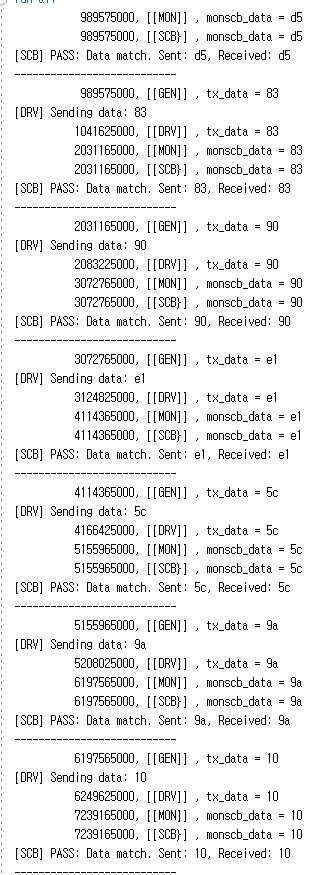 989575000, [[MON] , monscb_data = d5
989575000, [[SCB}] , monscb_data = d5
[SCB] PASS: Data match. Sent: d5, Received: d5
---------------------------
989575000, [[GEN]] , tx_data = 83
[DRV] Sending data: 83
1041625000, [[DRV}] , tx_data = 83
2031165000, [[MON] , monscb_data = 83
2031165000, [[SCB}] , monscb_data = 83
[SCB] PASS: Data match. Sent: 83, Received: 83
---------------------------
2031165000, [[GEN]] , tx_data = 90
[DRV] Sending data: 90
2083225000, [[DRV}] , tx_data = 90
3072765000, [[MON] , monscb_data = 90
3072765000, [[SCB}] , monscb_data = 90
[SCB] PASS: Data match. Sent: 90, Received: 90
---------------------------
3072765000, [[GEN]] , tx_data = e1
[DRV] Sending data: e1
3124825000, [[DRV}] , tx_data = e1
4114365000, [[MON] , monscb_data = e1
4114365000, [[SCB}] , monscb_data = e1
[SCB] PASS: Data match. Sent: e1, Received: e1
---------------------------
4114365000, [[GEN]] , tx_data = 5c
[DRV] Sending data: 5c
4166425000, [[DRV}] , tx_data = 5c
5155965000, [[MON] , monscb_data = 5c
5155965000, [[SCB}] , monscb_data = 5c
[SCB] PASS: Data match. Sent: 5c, Received: 5c
---------------------------
5155965000, [[GEN]] , tx_data = 9a
[DRV] Sending data: 9a
5208025000, [[DRV}] , tx_data = 9a
6197565000, [[MON] , monscb_data = 9a
6197565000, [[SCB}] , monscb_data = 9a
[SCB] PASS: Data match. Sent: 9a, Received: 9a
---------------------------
6197565000, [[GEN]] , tx_data = 10
[DRV] Sending data: 10
6249625000, [[DRV}] , tx_data = 10
7239165000, [[MON] , monscb_data = 10
7239165000, [[SCB}] , monscb_data = 10
[SCB] PASS: Data match. Sent: 10, Received: 10
---------------------------